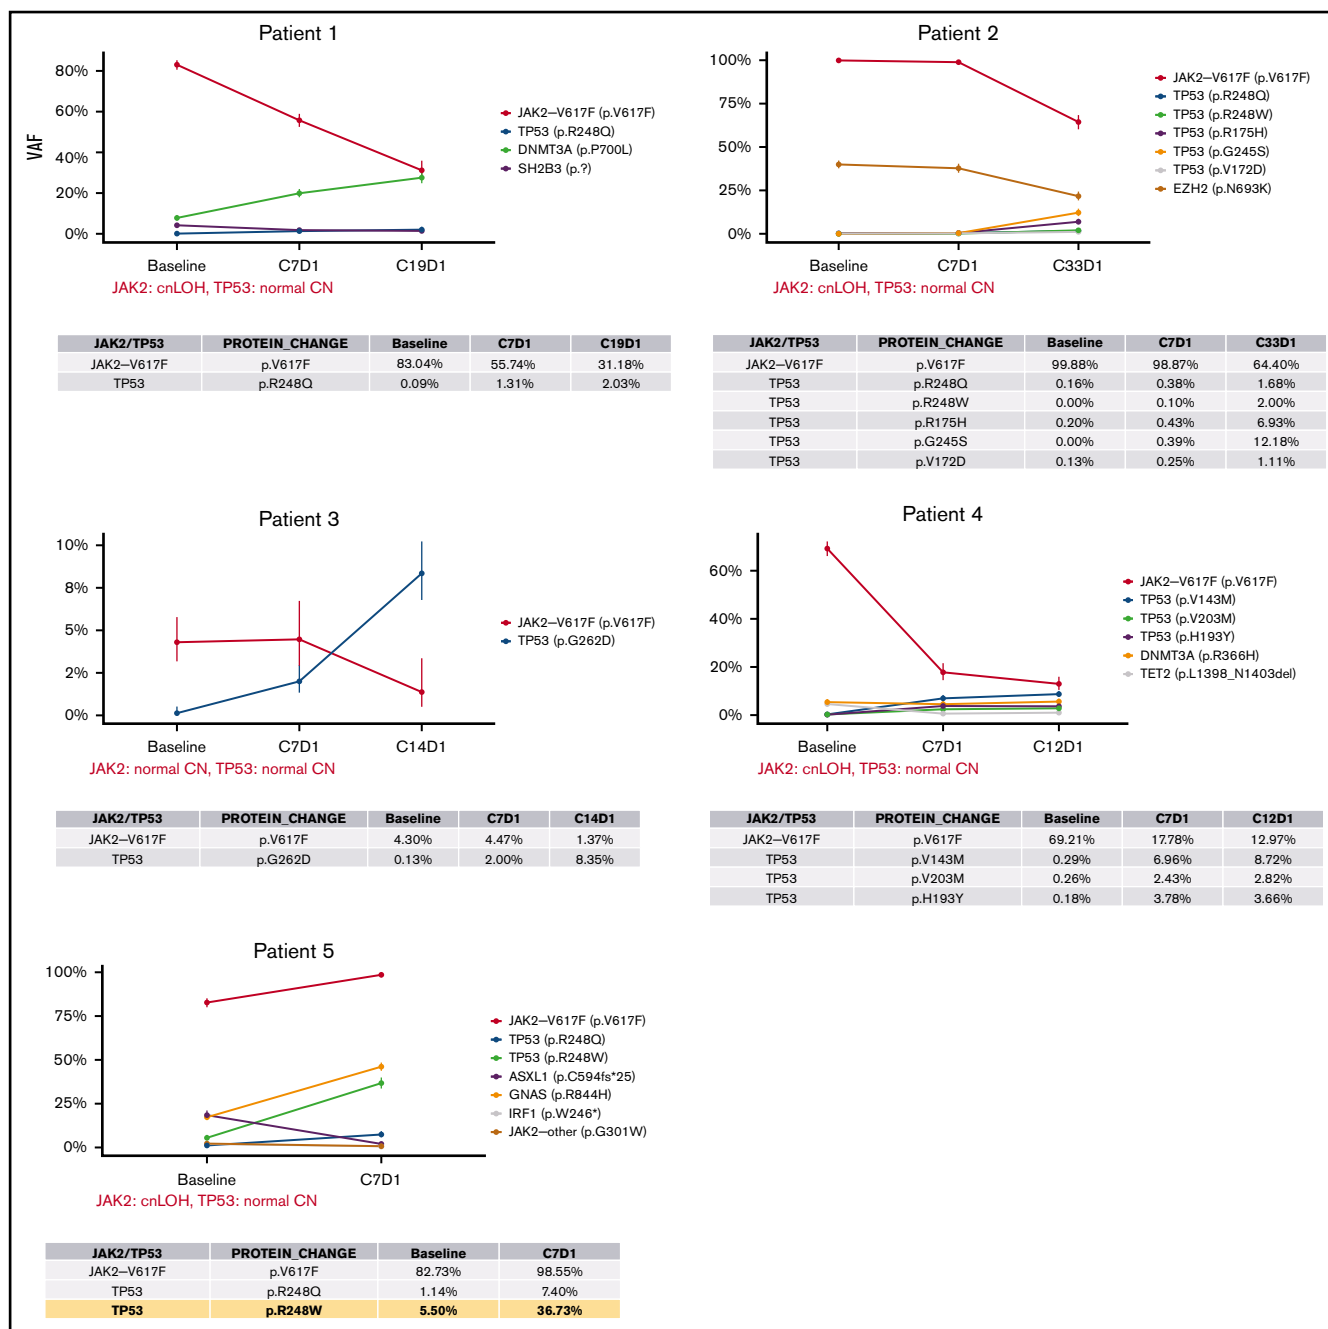 Patient 1
VAF
80%
60%
40%
20%
0%
Baseline C7D1 C19D1
JAK2: cnLOH, TP53: normal CN
JAK2–V617F (p.V617F)
TP53 (p.R248Q)
DNMT3A (p.P700L)
SH2B3 (p.?)
JAK2/TP53 PROTEIN_CHANGE Baseline C7D1 C19D1
JAK2–V617F p.V617F 83.04% 55.74% 31.18%
TP53 p.R248Q 0.09% 1.31% 2.03%
Patient 2
100%
75%
50%
25%
0%
Baseline C7D1 C33D1
JAK2: cnLOH, TP53: normal CN
JAK2–V617F (p.V617F)
TP53 (p.R248Q)
TP53 (p.R248W)
TP53 (p.R175H)
TP53 (p.G245S)
TP53 (p.V172D)
EZH2 (p.N693K)
JAK2/TP53 PROTEIN_CHANGE Baseline C7D1 C33D1
JAK2–V617F p.V617F 99.88% 98.87% 64.40%
TP53 p.R248Q 0.16% 0.38% 1.68%
TP53 p.R248W 0.00% 0.10% 2.00%
TP53 p.R175H 0.20% 0.43% 6.93%
TP53 p.G245S 0.00% 0.39% 12.18%
TP53 p.V172D 0.13% 0.25% 1.11%
Patient 3
10%
8%
5%
2%
0%
Baseline C7D1 C14D1
JAK2: normal CN, TP53: normal CN
JAK2–V617F (p.V617F)
TP53 (p.G262D)
JAK2/TP53 PROTEIN_CHANGE Baseline C7D1 C14D1
JAK2–V617F p.V617F 4.30% 4.47% 1.37%
TP53 p.G262D 0.13% 2.00% 8.35%
Patient 4
60%
40%
20%
0%
Baseline C7D1 C12D1
JAK2: cnLOH, TP53: normal CN
JAK2–V617F (p.V617F)
TP53 (p.V143M)
TP53 (p.V203M)
TP53 (p.H193Y)
DNMT3A (p.R366H)
TET2 (p.L1398_N1403del)
JAK2/TP53 PROTEIN_CHANGE Baseline C7D1 C12D1
JAK2–V617F p.V617F 69.21% 17.78% 12.97%
TP53 p.V143M 0.29% 6.96% 8.72%
TP53 p.V203M 0.26% 2.43% 2.82%
TP53 p.H193Y 0.18% 3.78% 3.66%
Patient 5
100%
75%
50%
25%
0%
Baseline C7D1
JAK2: cnLOH, TP53: normal CN
JAK2–V617F (p.V617F)
TP53 (p.R248Q)
TP53 (p.R248W)
ASXL1 (p.C594fs*25)
GNAS (p.R844H)
IRF1 (p.W246*)
JAK2–other (p.G301W)
JAK2/TP53 PROTEIN_CHANGE Baseline C7D1
JAK2–V617F p.V617F 82.73% 98.55%
TP53 p.R248Q 1.14% 7.40%
TP53 p.R248W 5.50% 36.73%